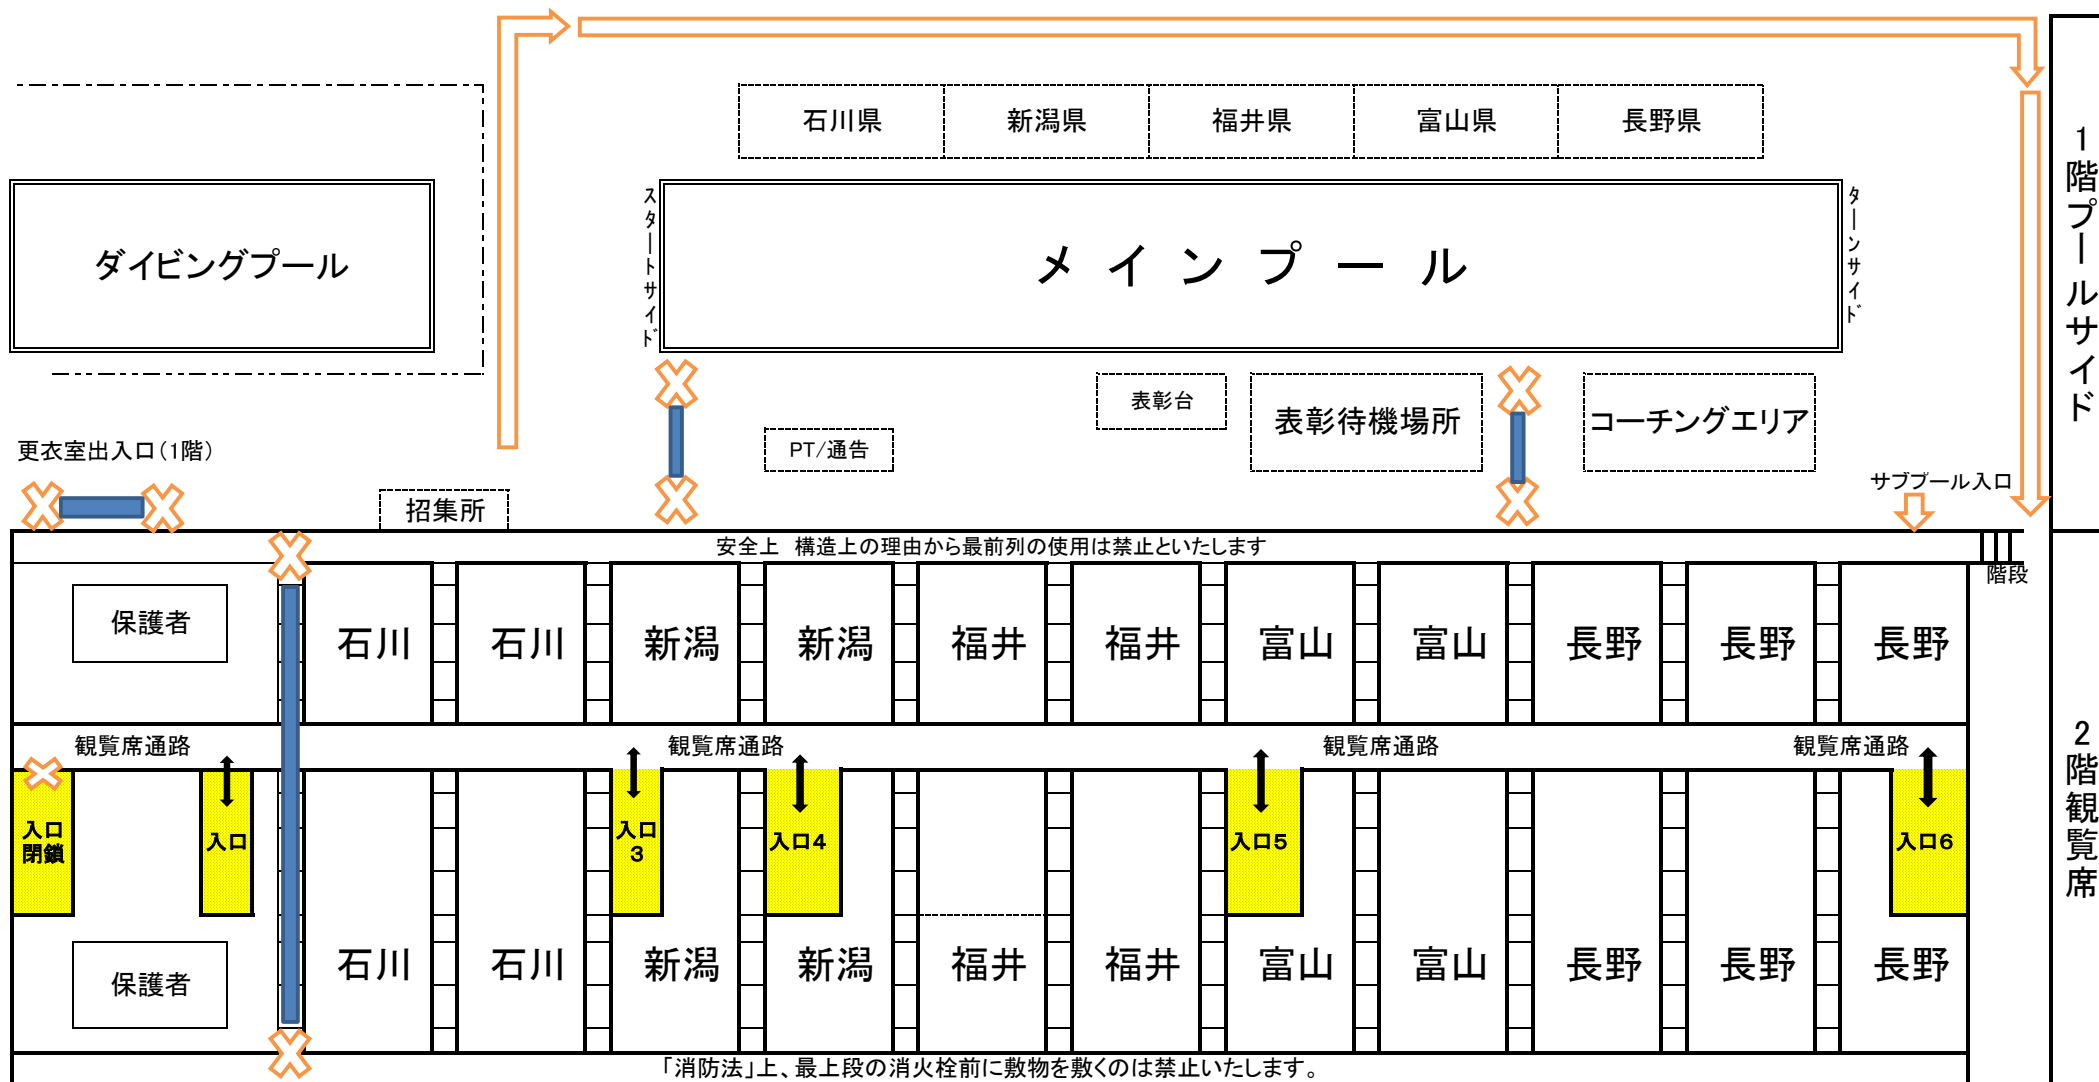 石川県 新潟県 福井県 富山県 長野県
1階プールサイド
ダイビングプール
スタートサイド
メインプール
ターンサイド
表彰台
表彰待機場所
コーチングエリア
更衣室出入口(1階)
PT/通告
サブプール入口
招集所
安全上 構造上の理由から最前列の使用は禁止といたします
階段
保護者
石川 石川 新潟 新潟 福井 福井 富山 富山 長野 長野 長野
2階観覧席
観覧席通路 観覧席通路 観覧席通路 観覧席通路
入口
閉鎖
入口
入口
3
入口4
入口5
入口6
保護者
石川 石川 新潟 新潟 福井 福井 富山 富山 長野 長野 長野
「消防法」上、最上段の消火栓前に敷物を敷くのは禁止いたします。